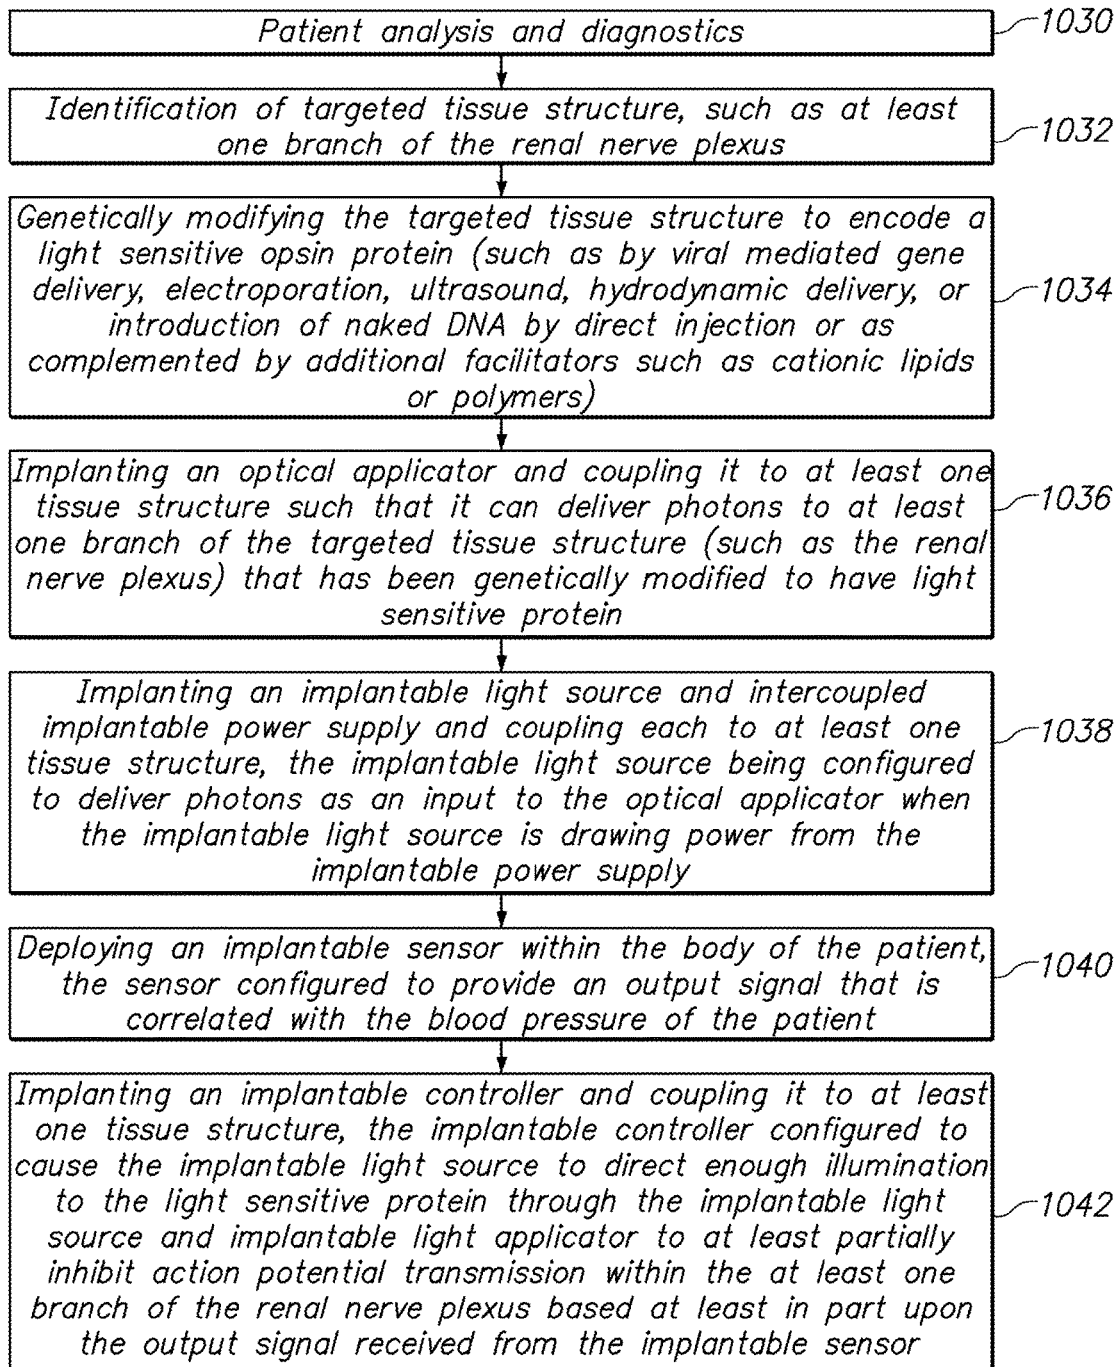 Patient analysis and diagnostics
1030
Identification of targeted tissue structure, such as at least
one branch of the renal nerve plexus
1032
Genetically modifying the targeted tissue structure to encode a
light sensitive opsin protein (such as by viral mediated gene
delivery, electroporation, ultrasound, hydrodynamic delivery, or
introduction of naked DNA by direct injection or as
complemented by additional facilitators such as cationic lipids
or polymers)
1034
Implanting an optical applicator and coupling it to at least one
tissue structure such that it can deliver photons to at least
one branch of the targeted tissue structure (such as the renal
nerve plexus) that has been genetically modified to have light
sensitive protein
1036
Implanting an implantable light source and intercoupled
implantable power supply and coupling each to at least one
tissue structure, the implantable light source being configured
to deliver photons as an input to the optical applicator when
the implantable light source is drawing power from the
implantable power supply
1038
Deploying an implantable sensor within the body of the patient,
the sensor configured to provide an output signal that is
correlated with the blood pressure of the patient
1040
Implanting an implantable controller and coupling it to at least
one tissue structure, the implantable controller configured to
cause the implantable light source to direct enough illumination
to the light sensitive protein through the implantable light
source and implantable light applicator to at least partially
inhibit action potential transmission within the at least one
branch of the renal nerve plexus based at least in part upon
the output signal received from the implantable sensor
1042